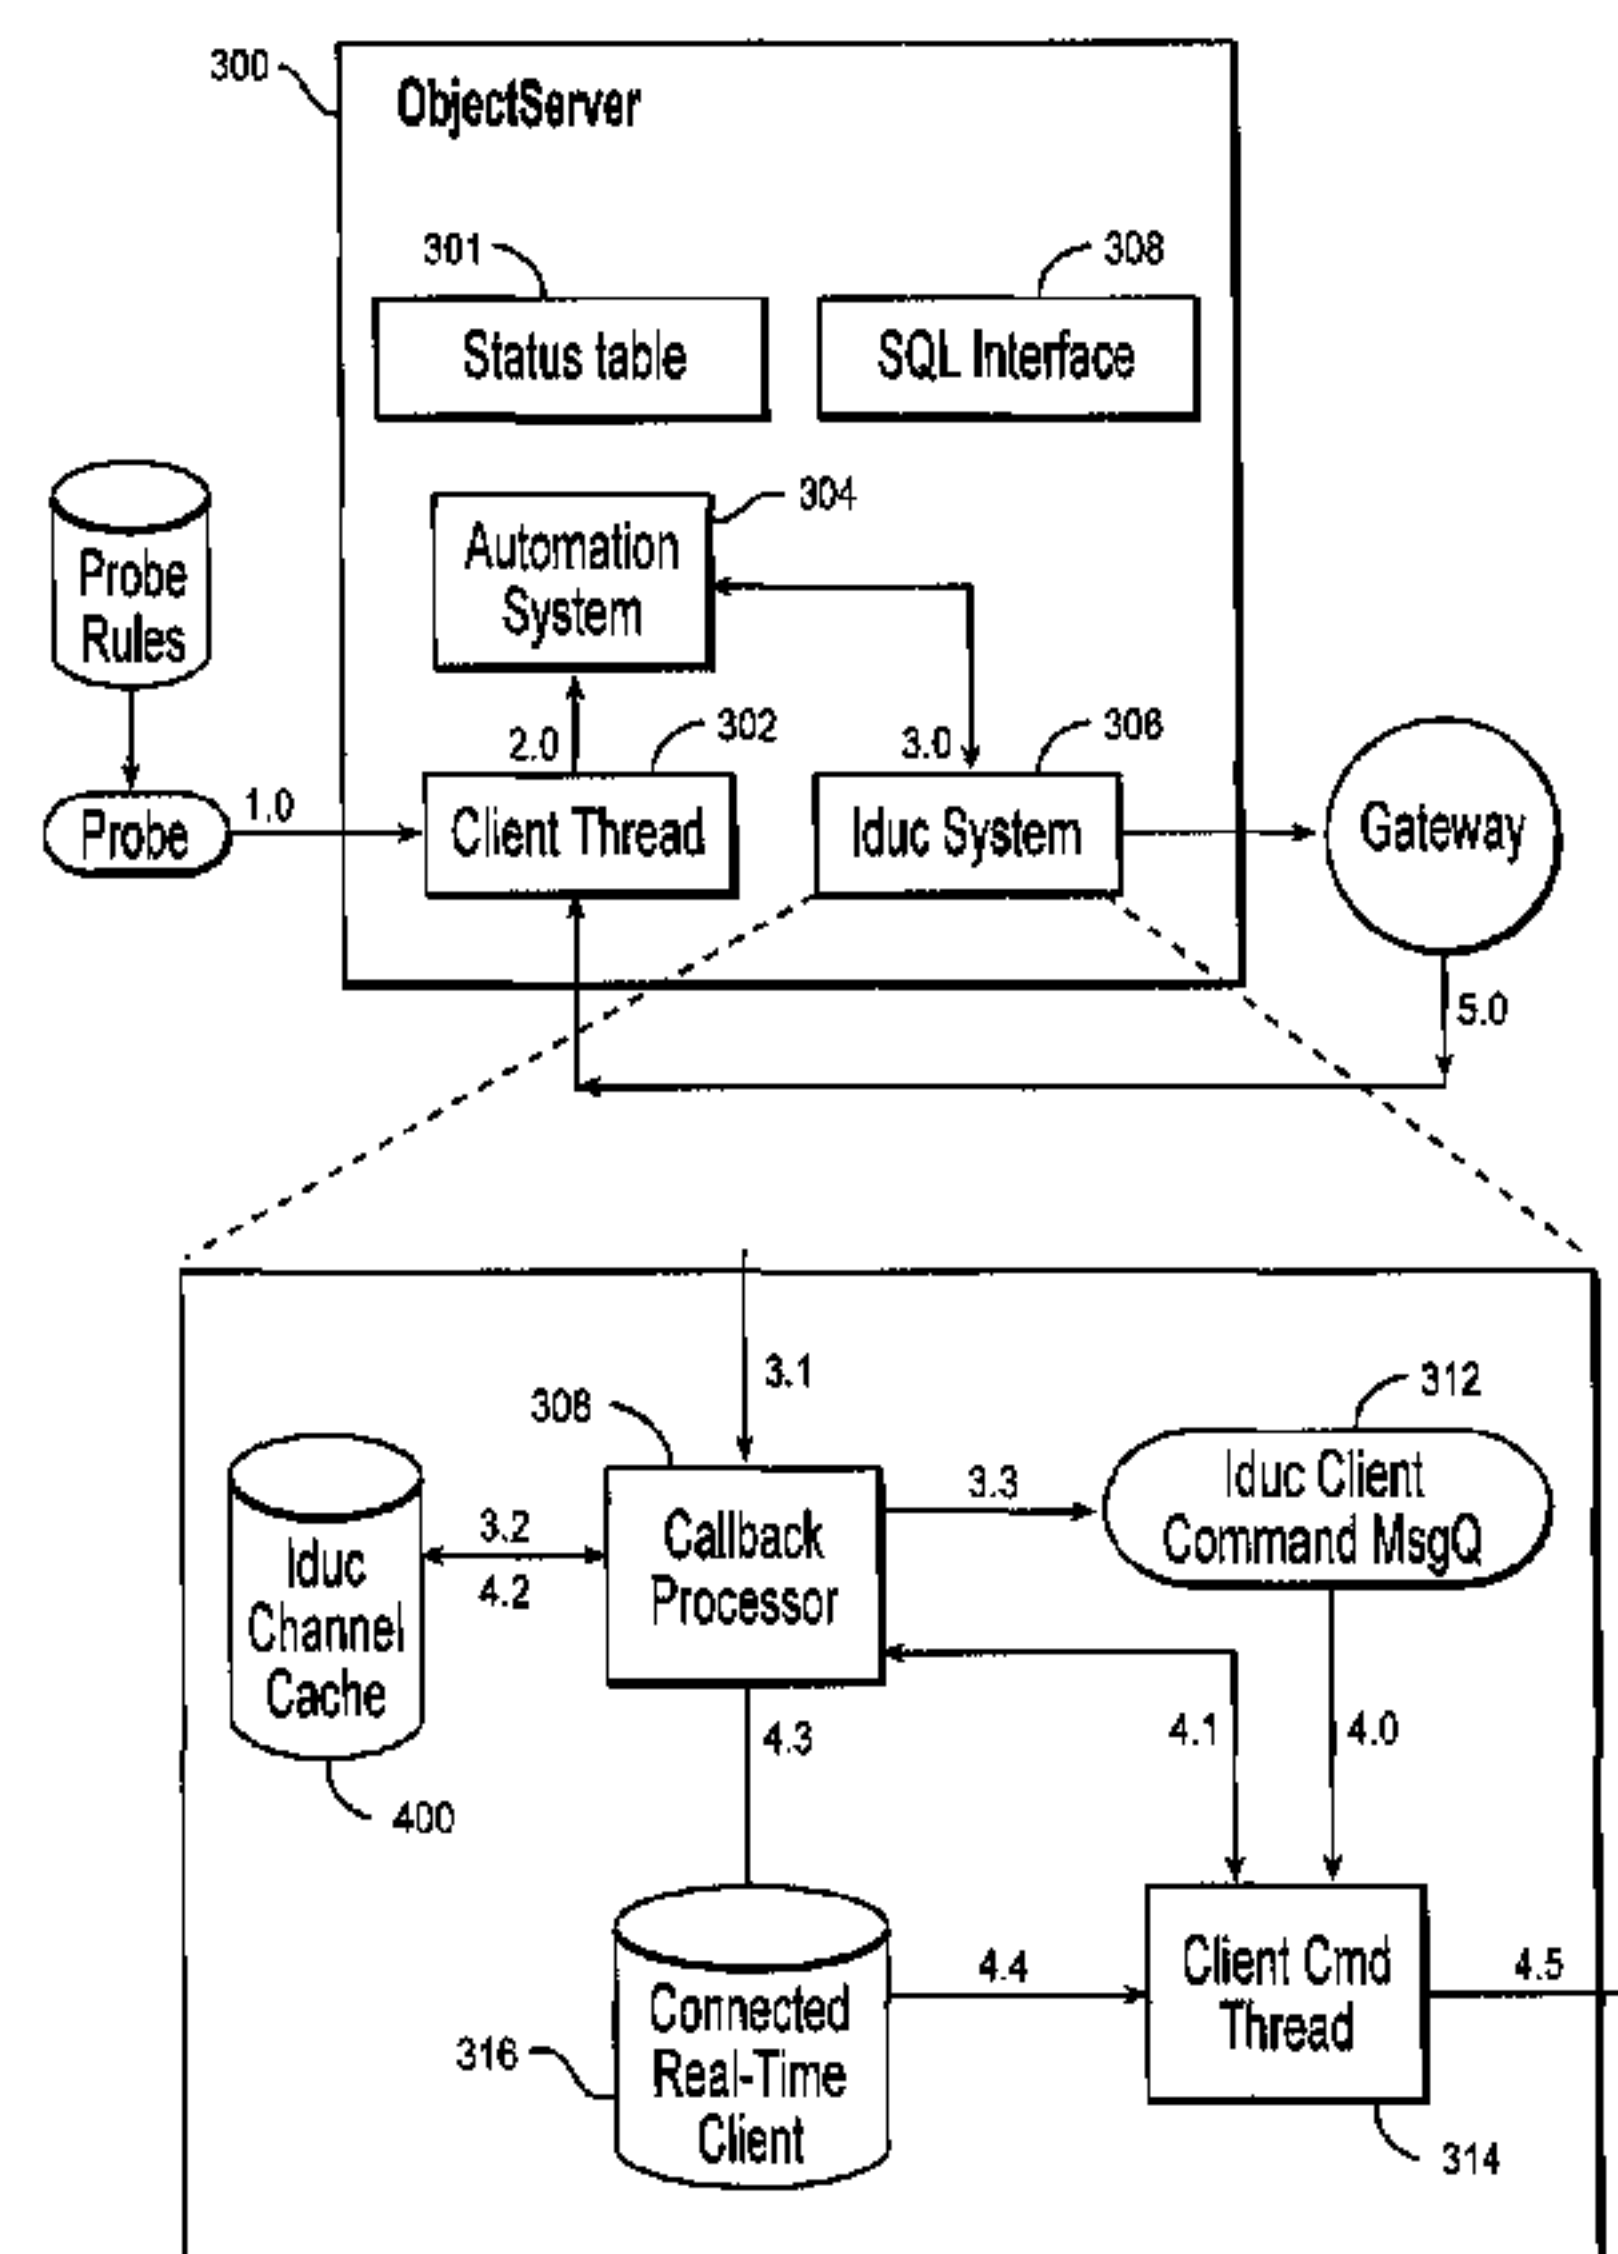 300
ObjectServer
301
308
Status table
SQL Interface
304
Automation
System
Probe
Rules
2.0
302
3.0
306
Probe
1.0
Client Thread
Iduc System
Gateway
5.0
3.1
308
312
Iduc Client
Command MsgQ
3.3
Callback
Processor
3.2
4.2
Iduc
Channel
Cache
4.3
4.1
4.0
400
Client Cmd
Thread
4.4
4.5
Connected
Real-Time
Client
316
314